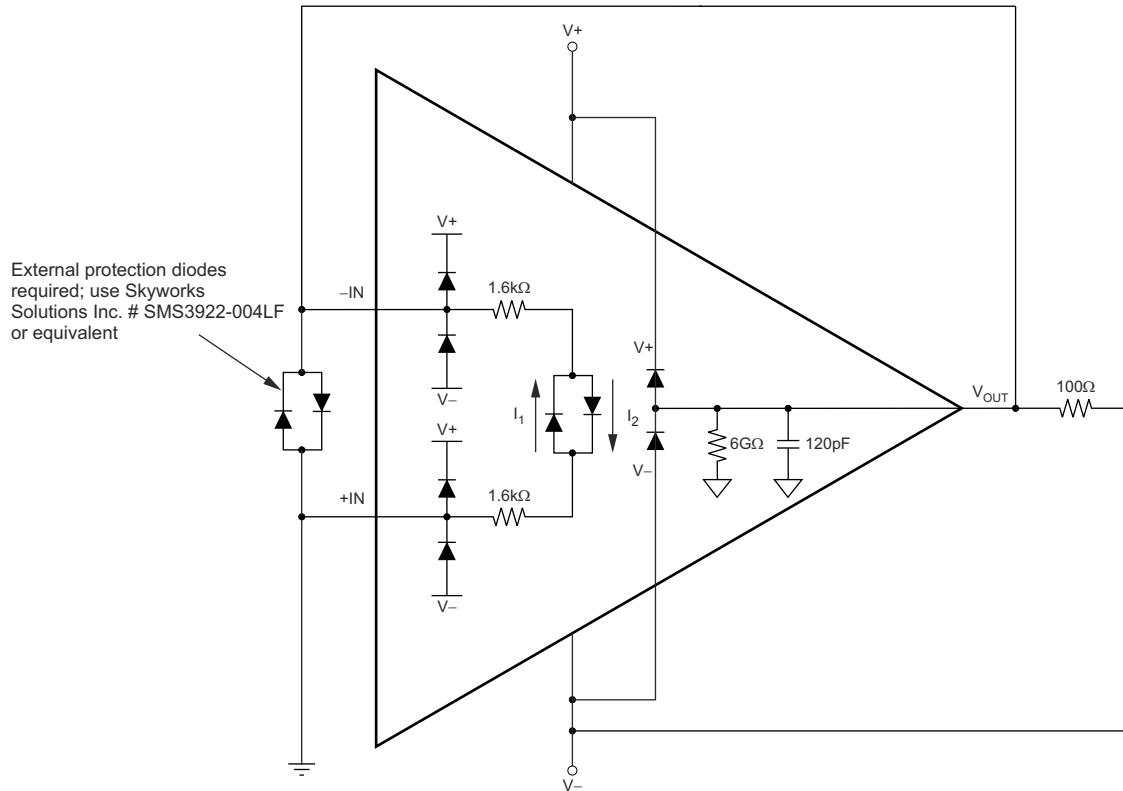 V+
External protection diodes
required; use Skyworks
Solutions Inc. # SMS3922-004LF
or equivalent
V+
–IN
1.6kΩ
V–
V+
I1
I2
V+
V–
6GΩ
120pF
VOUT
100Ω
+IN
1.6kΩ
V–
V–